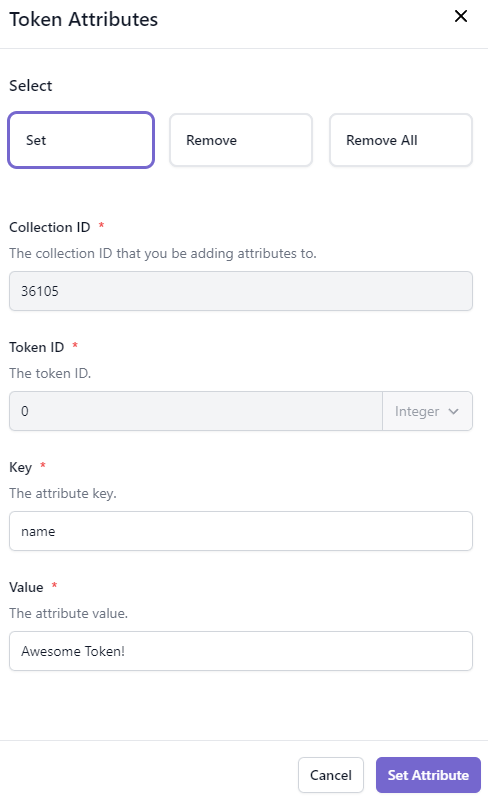 Token Attributes
Select
Set Remove Remove All
Collection ID *
The collection ID that you be adding attributes to.
36105
Token ID *
The token ID.
0 Integer
Key *
The attribute key.
name
Value *
The attribute value.
Awesome Token!
Cancel Set Attribute